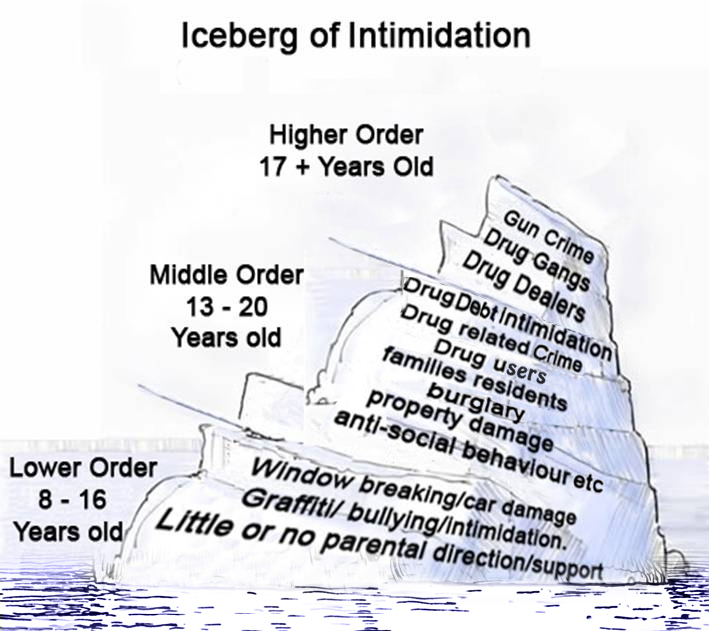 Iceberg of Intimidation
Higher Order
17 + Years Old
Gun Crime
Drug Gangs
Drug Dealers
Middle Order
13 - 20
Years old
Drug Debt Intimidation
Drug related Crime
Drug users
families residents
burglary
property damage
anti-social behaviour etc
Lower Order
8 - 16
Years old
Window breaking/car damage
Graffiti/ bullying/intimidation.
Little or no parental direction/support